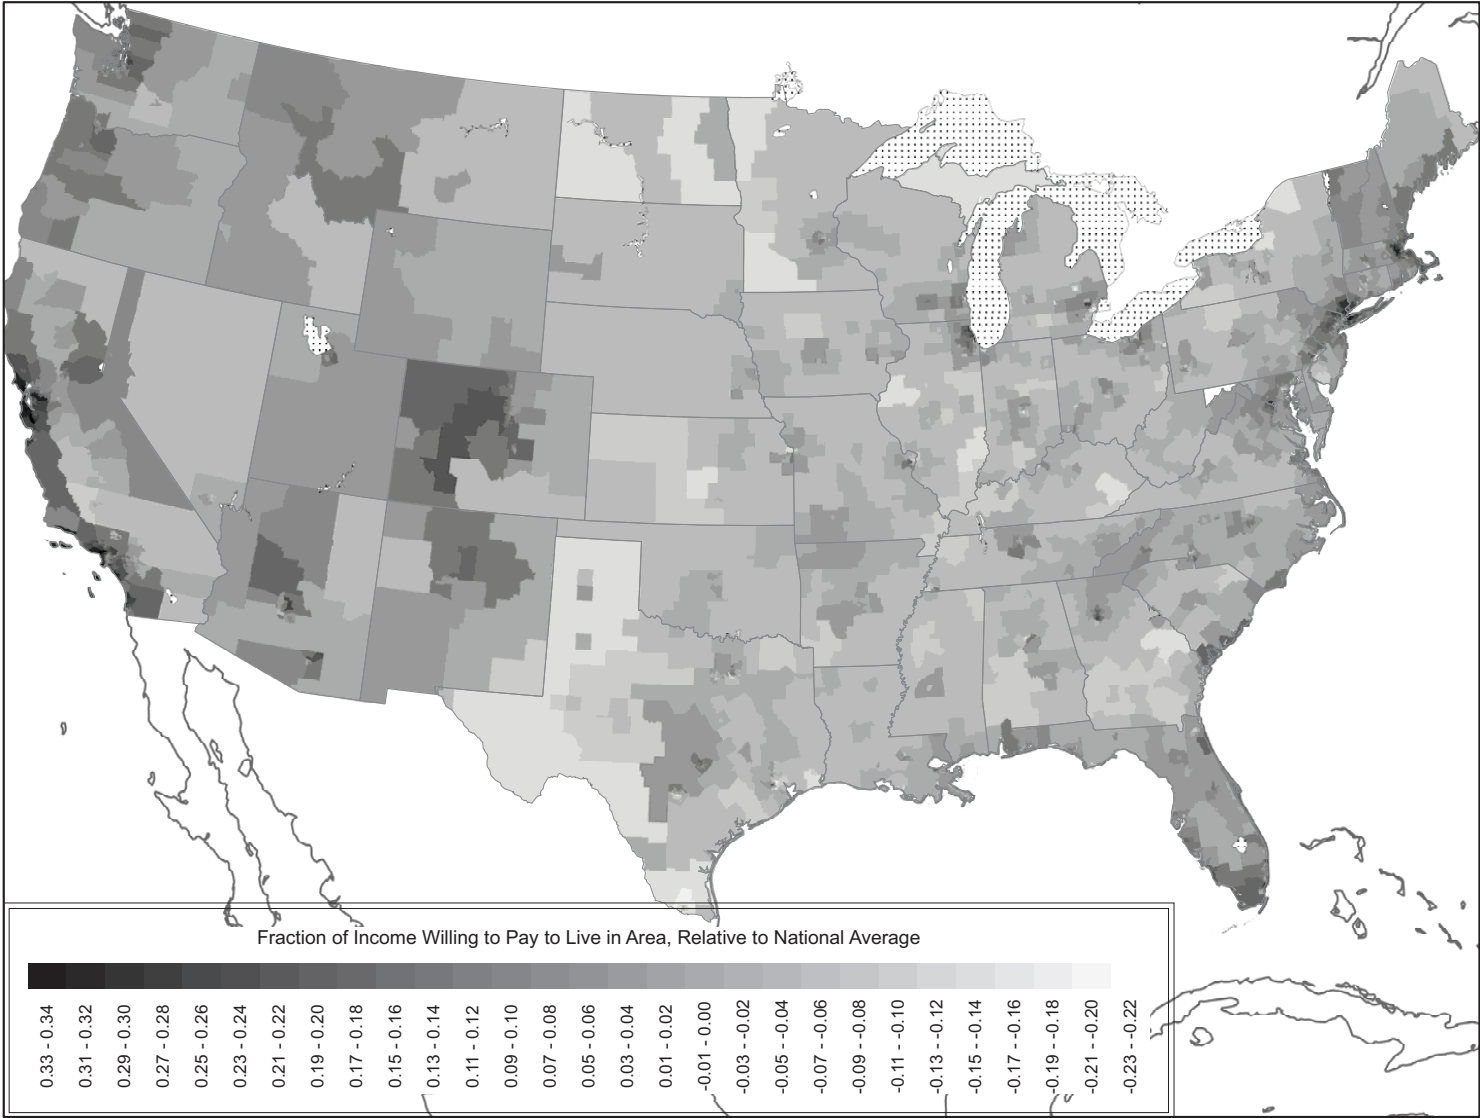 Fraction of Income Willing to Pay to Live in Area, Relative to National Average
0.33 - 0.34
0.31 - 0.32
0.29 - 0.30
0.27 - 0.28
0.25 - 0.26
0.23 - 0.24
0.21 - 0.22
0.19 - 0.20
0.17 - 0.18
0.15 - 0.16
0.13 - 0.14
0.11 - 0.12
0.09 - 0.10
0.07 - 0.08
0.05 - 0.06
0.03 - 0.04
0.01 - 0.02
-0.01 - 0.00
-0.03 - -0.02
-0.05 - -0.04
-0.07 - -0.06
-0.09 - -0.08
-0.11 - -0.10
-0.13 - -0.12
-0.15 - -0.14
-0.17 - -0.16
-0.19 - -0.18
-0.21 - -0.20
-0.23 - -0.22